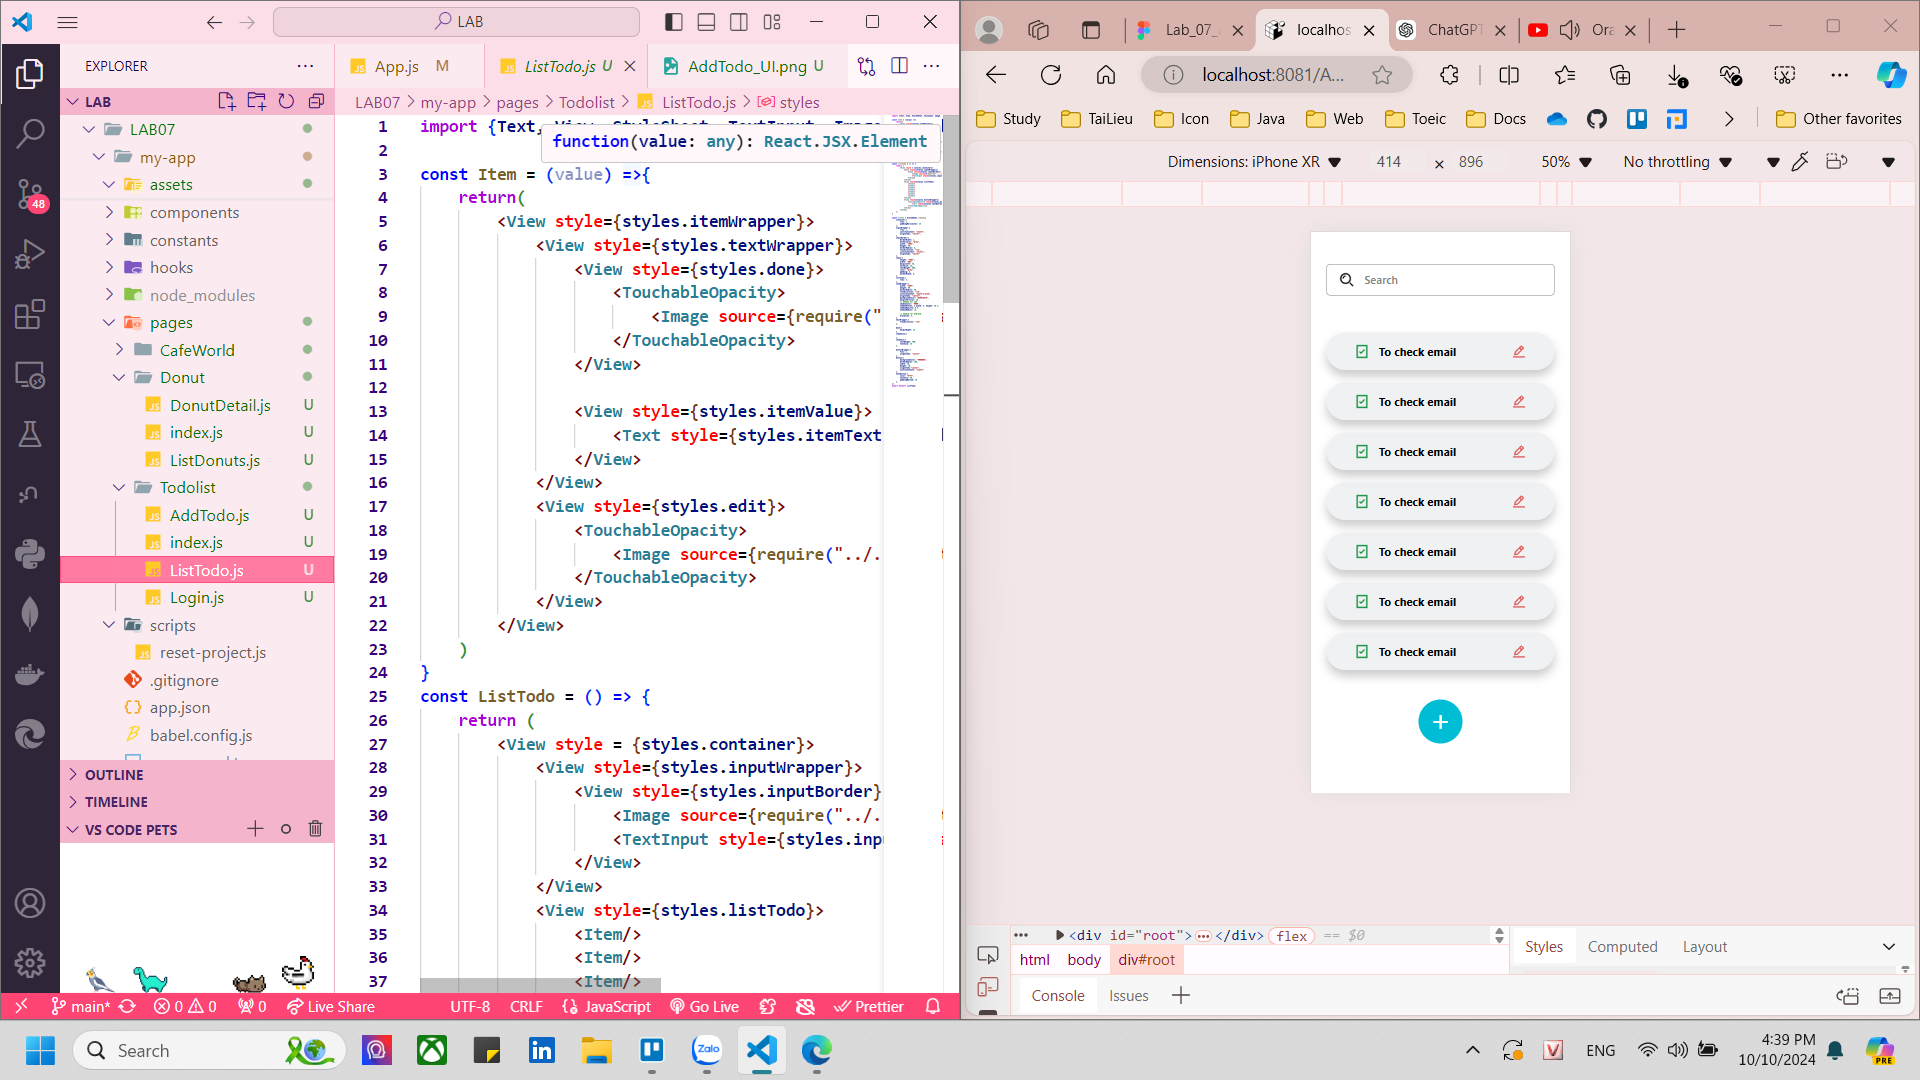 LAB
EXPLORER
App.js M
ListTodo.js U
AddTodo_UI.png U
LAB
LAB07 > my-app > pages > Todolist > ListTodo.js > styles
LAB07
my-app
assets
components
constants
hooks
node_modules
pages
CafeWorld
Donut
DonutDetail.js U
index.js U
ListDonuts.js U
Todolist
AddTodo.js U
index.js U
ListTodo.js U
Login.js U
scripts
reset-project.js
.gitignore
app.json
babel.config.js
OUTLINE
TIMELINE
VS CODE PETS
48
function(value: any): React.JSX.Element
1 import {Text,
2
3 const Item = (value) =>{
4 return(
5 <View style={styles.itemWrapper}>
6 <View style={styles.textWrapper}>
7 <View style={styles.done}>
8 <TouchableOpacity>
9 <Image source={require("
10 </TouchableOpacity>
11 </View>
12
13 <View style={styles.itemValue}>
14 <Text style={styles.itemText
15 </View>
16 </View>
17 <View style={styles.edit}>
18 <TouchableOpacity>
19 <Image source={require("../.
20 </TouchableOpacity>
21 </View>
22 </View>
23 )
24 }
25 const ListTodo = () => {
26 return (
27 <View style = {styles.container}>
28 <View style={styles.inputWrapper}>
29 <View style={styles.inputBorder}
30 <Image source={require("../.
31 <TextInput style={styles.inpu
32 </View>
33 </View>
34 <View style={styles.listTodo}>
35 <Item/>
36 <Item/>
37 <Item/>
main* 0 0 0 Live Share UTF-8 CRLF JavaScript Go Live Prettier
Lab_07_
localhos
ChatGPT
Ora
localhost:8081/A...
Study TaiLieu Icon Java Web Toeic Docs Other favorites
Dimensions: iPhone XR 414 × 896 50% No throttling
Search
To check email
To check email
To check email
To check email
To check email
To check email
To check email
+
<div id="root"> </div> flex == $0
html body div#root
Styles Computed Layout
Console Issues
Search
Zalo
ENG
4:39 PM
10/10/2024
PRE